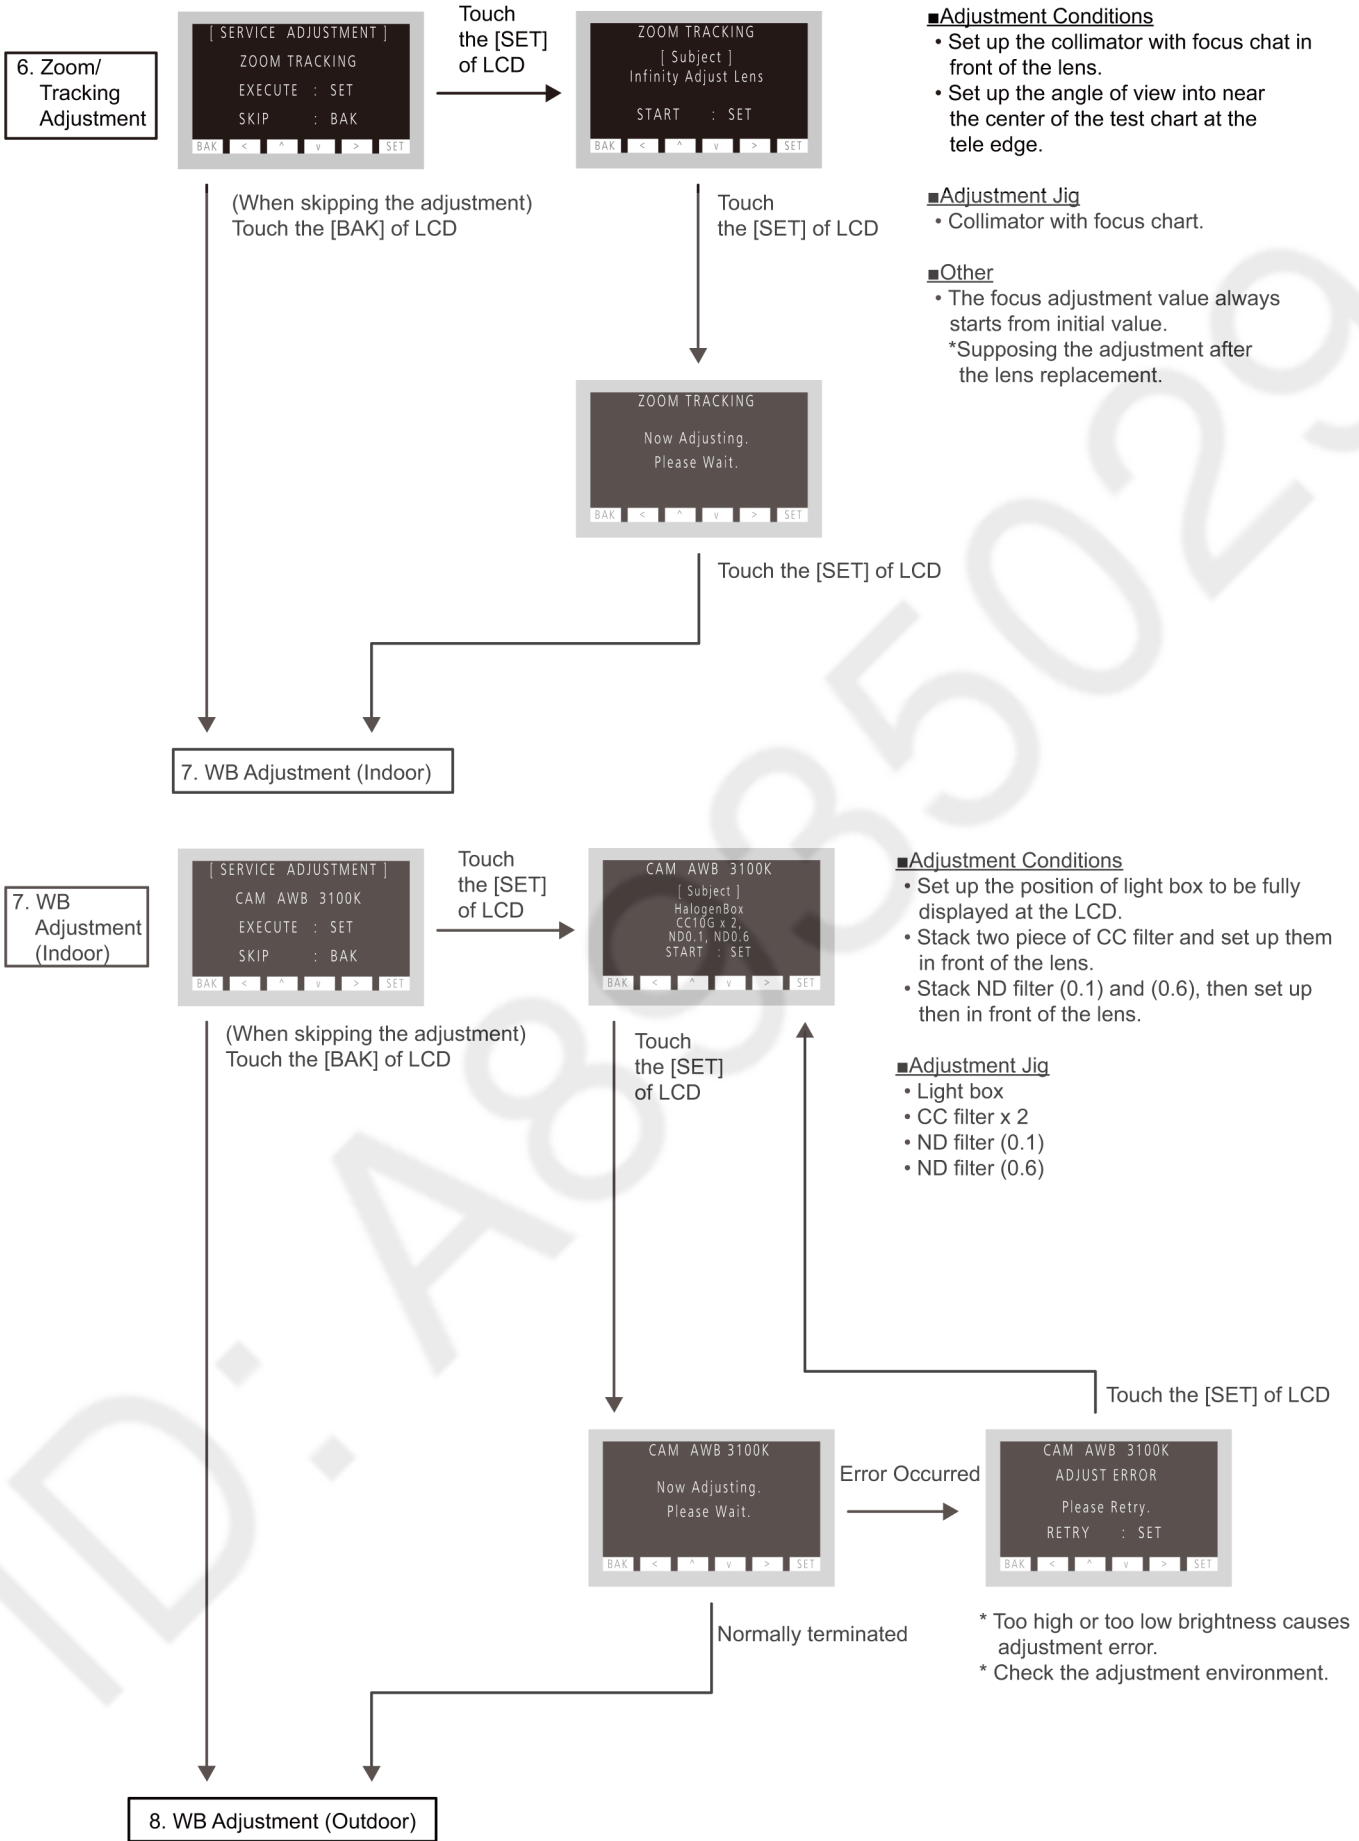 6. Zoom/
Tracking
Adjustment
[ SERVICE ADJUSTMENT ]
ZOOM TRACKING
EXECUTE : SET
SKIP : BAK
BAK < ^ v > SET
Touch
the [SET]
of LCD
ZOOM TRACKING
[ Subject ]
Infinity Adjust Lens
START : SET
BAK < ^ v > SET
■Adjustment Conditions
• Set up the collimator with focus chat in
front of the lens.
• Set up the angle of view into near
the center of the test chart at the
tele edge.
■Adjustment Jig
• Collimator with focus chart.
■Other
• The focus adjustment value always
starts from initial value.
*Supposing the adjustment after
the lens replacement.
(When skipping the adjustment)
Touch the [BAK] of LCD
Touch
the [SET] of LCD
ZOOM TRACKING
Now Adjusting.
Please Wait.
BAK < ^ v > SET
Touch the [SET] of LCD
7. WB Adjustment (Indoor)
7. WB
Adjustment
(Indoor)
[ SERVICE ADJUSTMENT ]
CAM AWB 3100K
EXECUTE : SET
SKIP : BAK
BAK < ^ v > SET
Touch
the [SET]
of LCD
CAM AWB 3100K
[ Subject ]
HalogenBox
CC10G x 2,
ND0.1, ND0.6
START : SET
BAK < ^ v > SET
■Adjustment Conditions
• Set up the position of light box to be fully
displayed at the LCD.
• Stack two piece of CC filter and set up them
in front of the lens.
• Stack ND filter (0.1) and (0.6), then set up
then in front of the lens.
■Adjustment Jig
• Light box
• CC filter x 2
• ND filter (0.1)
• ND filter (0.6)
(When skipping the adjustment)
Touch the [BAK] of LCD
Touch
the [SET]
of LCD
Touch the [SET] of LCD
CAM AWB 3100K
Now Adjusting.
Please Wait.
BAK < ^ v > SET
Error Occurred
CAM AWB 3100K
ADJUST ERROR
Please Retry.
RETRY : SET
BAK < ^ v > SET
Normally terminated
* Too high or too low brightness causes
adjustment error.
* Check the adjustment environment.
8. WB Adjustment (Outdoor)
ID: A8935029